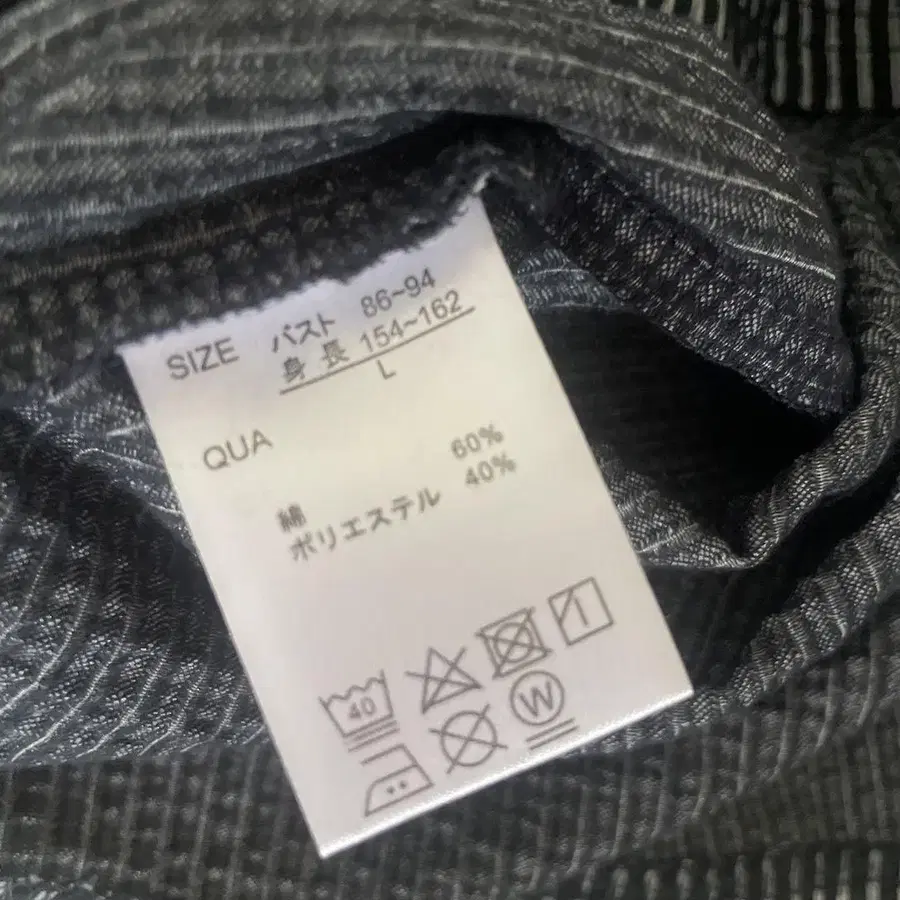 SIZE バスト 86~94
身長 154~162
L
QUA
綿 60%
ポリエステル 40%
40
W